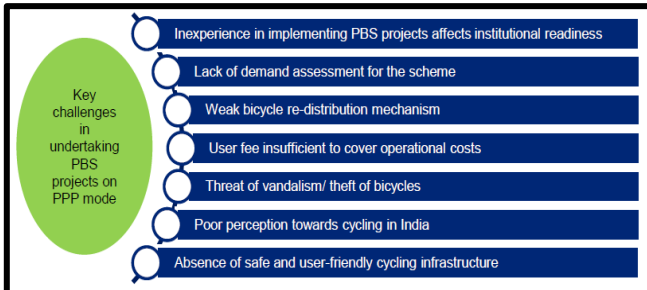 Key
challenges
in
undertaking
PBS
projects on
PPP mode
Inexperience in implementing PBS projects affects institutional readiness
Lack of demand assessment for the scheme
Weak bicycle re-distribution mechanism
User fee insufficient to cover operational costs
Threat of vandalism/ theft of bicycles
Poor perception towards cycling in India
Absence of safe and user-friendly cycling infrastructure